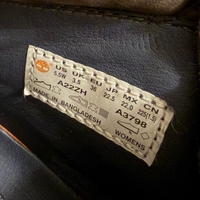 US UK EU JP MX CN
5.5W 3.5 36 22.5 22.0 225(1.5)
A22ZH A3798
MADE IN BANGLADESH WOMENS